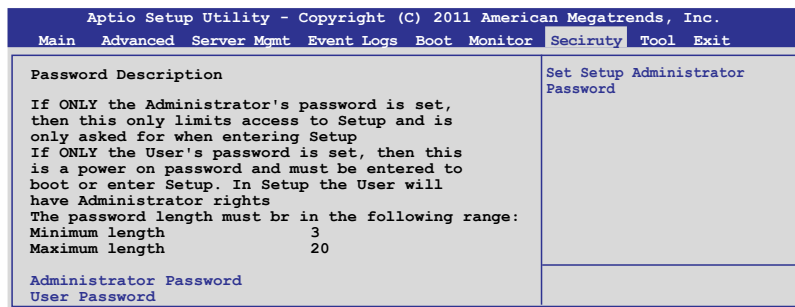 Aptio Setup Utility - Copyright (C) 2011 American Megatrends, Inc.
Main Advanced Server Mgmt Event Logs Boot Monitor Seciruty Tool Exit
Password Description
If ONLY the Administrator's password is set,
then this only limits access to Setup and is
only asked for when entering Setup
If ONLY the User's password is set, then this
is a power on password and must be entered to
boot or enter Setup. In Setup the User will
have Administrator rights
The password length must br in the following range:
Minimum length 3
Maximum length 20
Administrator Password
User Password
Set Setup Administrator
Password